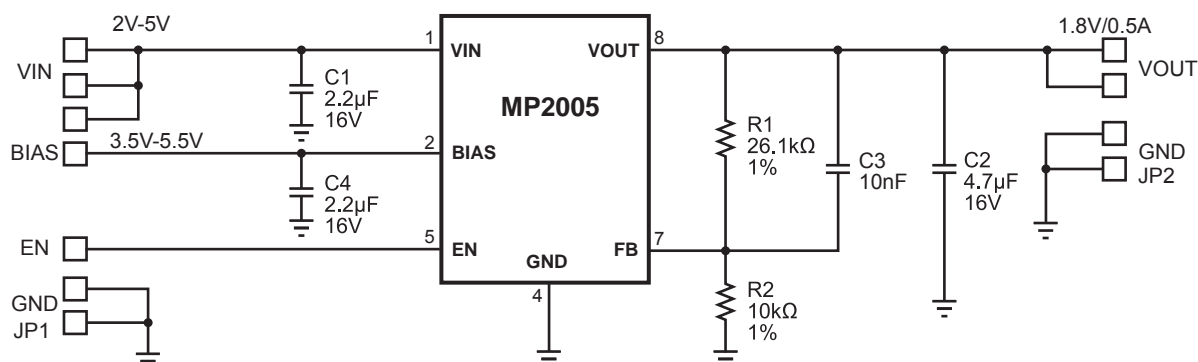 2V-5V
1.8V/0.5A
1
VIN
VOUT
8
VIN
C1
2.2µF
16V
MP2005
VOUT
R1
26.1kΩ
1%
C3
10nF
C2
4.7µF
16V
GND
JP2
BIAS
3.5V-5.5V
2
BIAS
C4
2.2µF
16V
EN
5
EN
GND
FB
7
4
R2
10kΩ
1%
GND
JP1